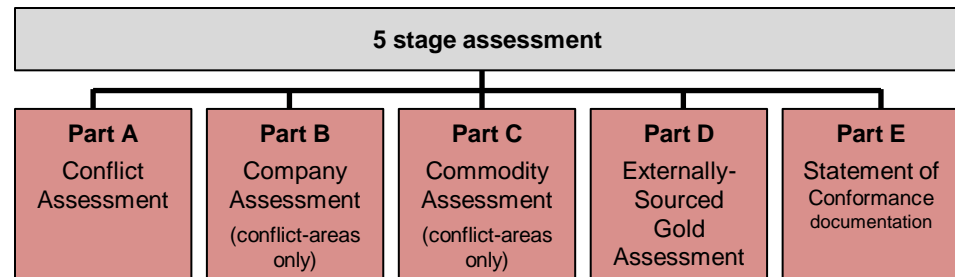 5 stage assessment
Part A
Conflict
Assessment
Part B
Company
Assessment
(conflict-areas
only)
Part C
Commodity
Assessment
(conflict-areas
only)
Part D
Externally-
Sourced
Gold
Assessment
Part E
Statement of
Conformance
documentation